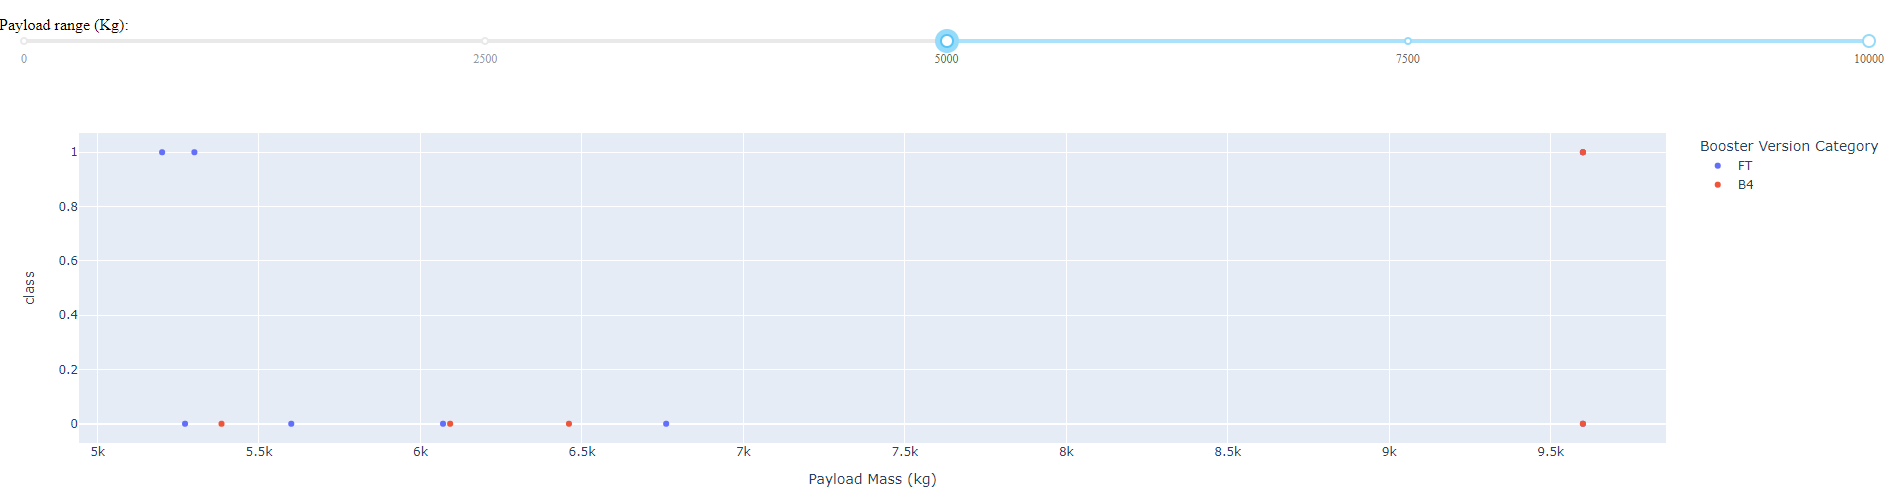 Payload range (Kg):
0 2500 5000 7500 10000
Booster Version Category
FT
B4
1
0.8
0.6
0.4
0.2
0
class
5k 5.5k 6k 6.5k 7k 7.5k 8k 8.5k 9k 9.5k
Payload Mass (kg)